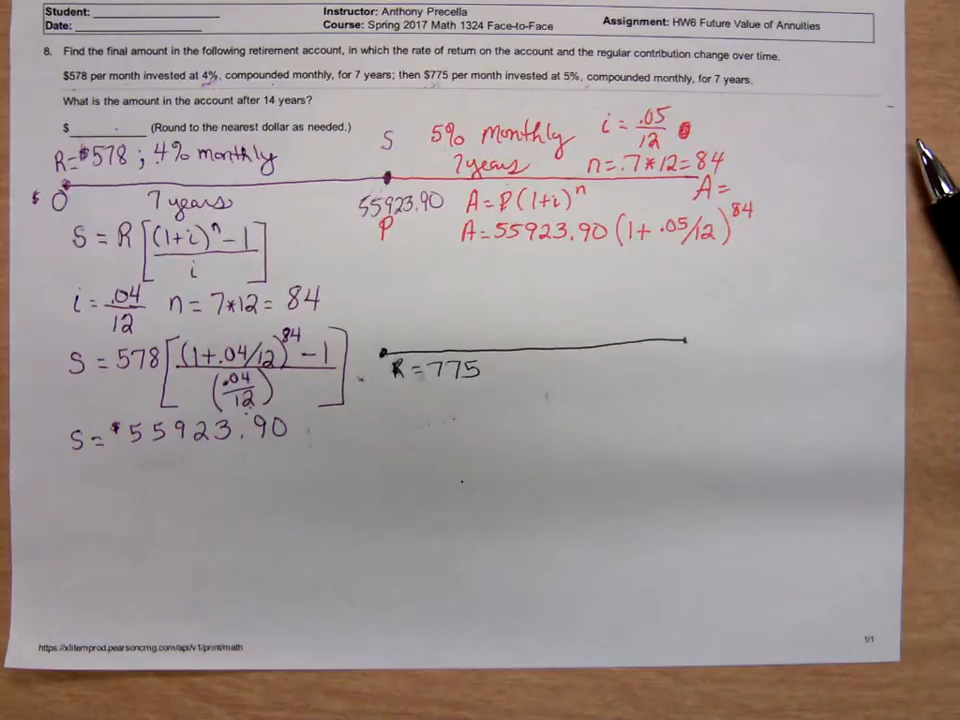 Student: ____________________
Date: ____________________
Instructor: Anthony Precella
Course: Spring 2017 Math 1324 Face-to-Face
Assignment: HW6 Future Value of Annuities
8. Find the final amount in the following retirement account, in which the rate of return on the account and the regular contribution change over time.
$578 per month invested at 4%, compounded monthly, for 7 years; then $775 per month invested at 5%, compounded monthly, for 7 years.
What is the amount in the account after 14 years?
$ __________ (Round to the nearest dollar as needed.)
R=$578 ; 4% monthly
S
5% monthly
7 years
i = .05/12
n = 7*12 = 84
A =
$ 0
7 years
55923.90
P
A = P(1+i)^n
A = 55923.90 (1 + .05/12)^84
S = R [((1+i)^n - 1)/i]
i = .04/12 n = 7*12 = 84
S = 578 [((1+.04/12)^84 - 1)/(.04/12)]
R = 775
S = $55923.90
https://xlitemprod.pearsoncmg.com/api/v1/print/math
1/1